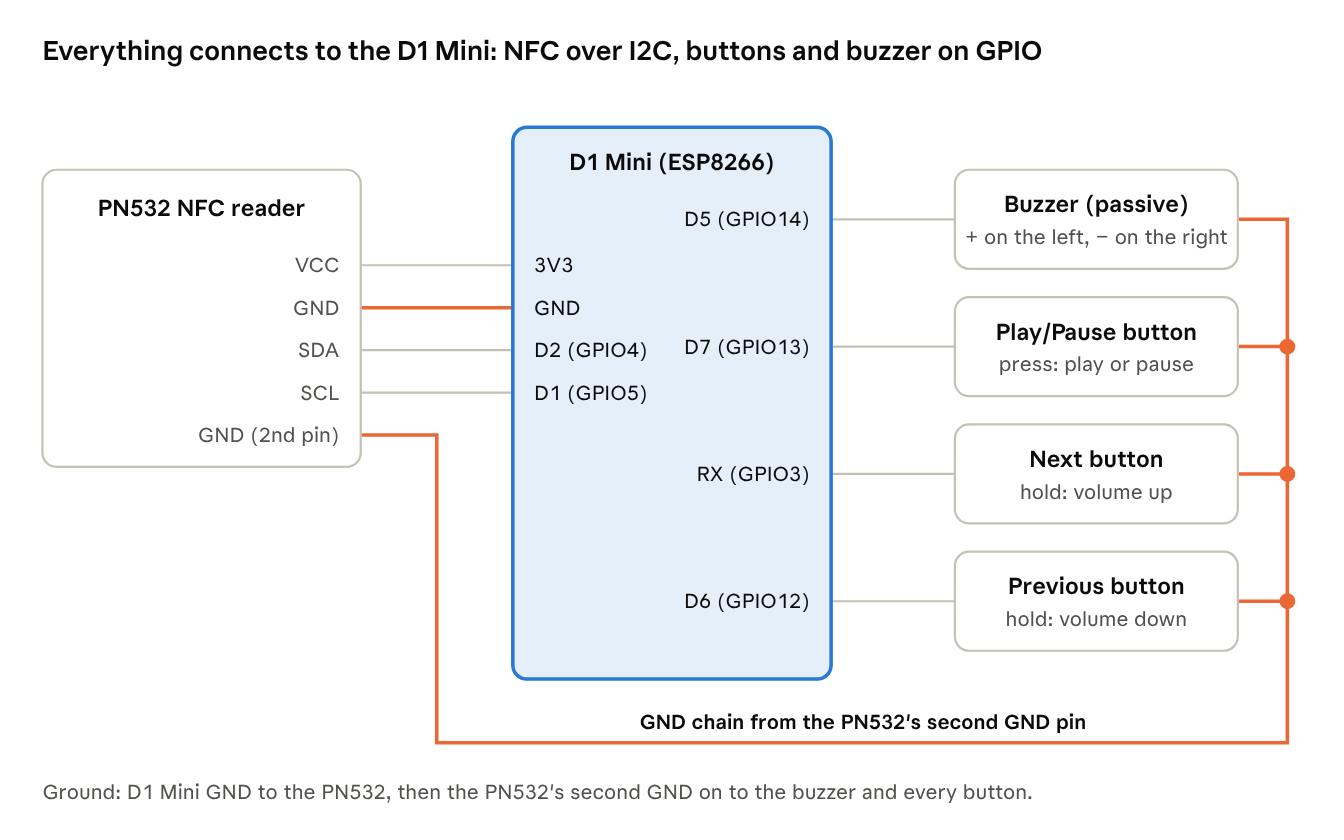 Everything connects to the D1 Mini: NFC over I2C, buttons and buzzer on GPIO
PN532 NFC reader
VCC
GND
SDA
SCL
GND (2nd pin)
D1 Mini (ESP8266)
3V3
GND
D2 (GPIO4)
D1 (GPIO5)
D5 (GPIO14)
D7 (GPIO13)
RX (GPIO3)
D6 (GPIO12)
Buzzer (passive)
+ on the left, − on the right
Play/Pause button
press: play or pause
Next button
hold: volume up
Previous button
hold: volume down
GND chain from the PN532's second GND pin
Ground: D1 Mini GND to the PN532, then the PN532's second GND on to the buzzer and every button.